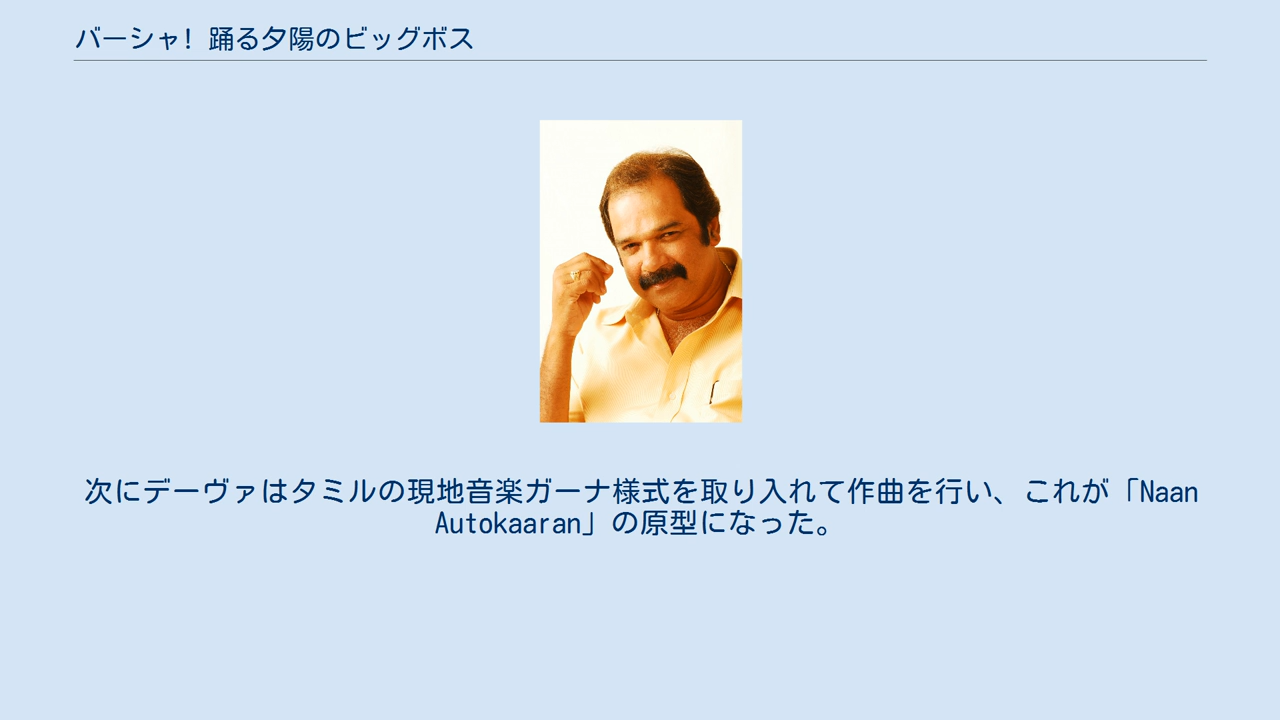 バーシャ! 踊る夕陽のビッグボス
次にデーヴァはタミルの現地音楽ガーナ様式を取り入れて作曲を行い、これが「Naan
Autokaaran」の原型になった。